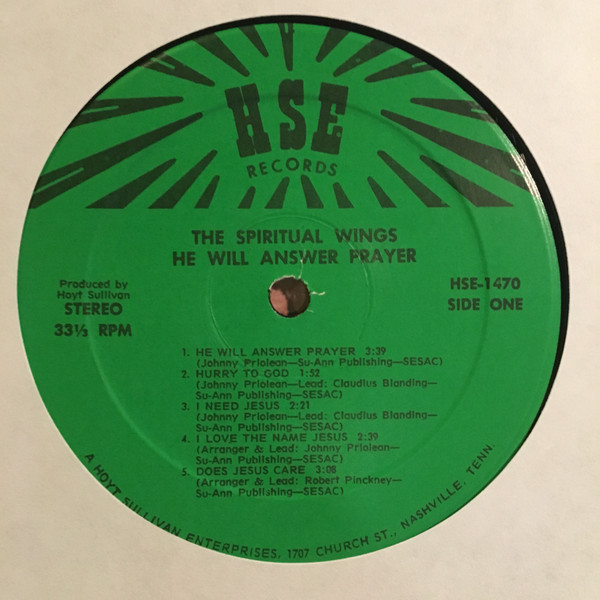 HSE
RECORDS
THE SPIRITUAL WINGS
HE WILL ANSWER PRAYER
Produced by
Hoyt Sullivan
STEREO
33⅓ RPM
HSE-1470
SIDE ONE
1. HE WILL ANSWER PRAYER 3:39
(Johnny Priolean—Su-Ann Publishing—SESAC)
2. HURRY TO GOD 1:52
(Johnny Priolean—Lead: Claudius Blanding—
Su-Ann Publishing—SESAC)
3. I NEED JESUS 2:21
(Johnny Priolean—Lead: Claudius Blanding—
Su-Ann Publishing—SESAC)
4. I LOVE THE NAME JESUS 2:39
(Arranger & Lead: Johnny Priolean—
Su-Ann Publishing—SESAC)
5. DOES JESUS CARE 3:08
(Arranger & Lead: Robert Pinckney—
Su-Ann Publishing—SESAC)
A HOYT SULLIVAN ENTERPRISES, 1707 CHURCH ST., NASHVILLE, TENN.